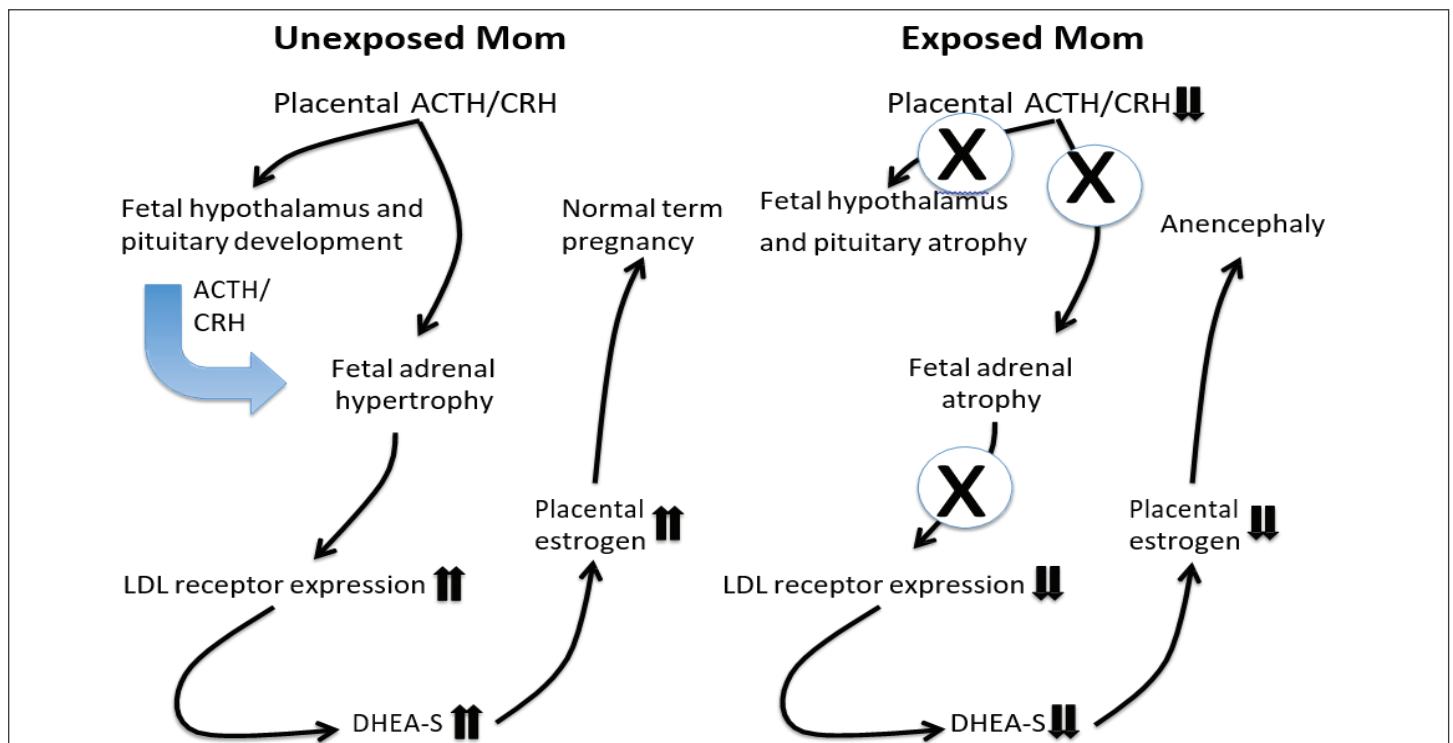 Unexposed Mom
Placental ACTH/CRH
Fetal hypothalamus and
pituitary development
ACTH/
CRH
Normal term
pregnancy
Fetal adrenal
hypertrophy
Placental
estrogen
LDL receptor expression
DHEA-S
Exposed Mom
Placental ACTH/CRH
X
X
Fetal hypothalamus
and pituitary atrophy
Anencephaly
Fetal adrenal
atrophy
X
Placental
estrogen
LDL receptor expression
DHEA-S